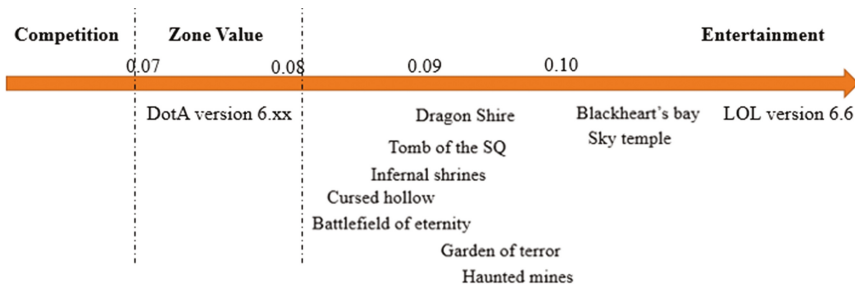 Competition Zone Value Entertainment
0.07 0.08 0.09 0.10
DotA version 6.xx Dragon Shire Blackheart's bay LOL version 6.6
Tomb of the SQ Sky temple
Infernal shrines
Cursed hollow
Battlefield of eternity
Garden of terror
Haunted mines